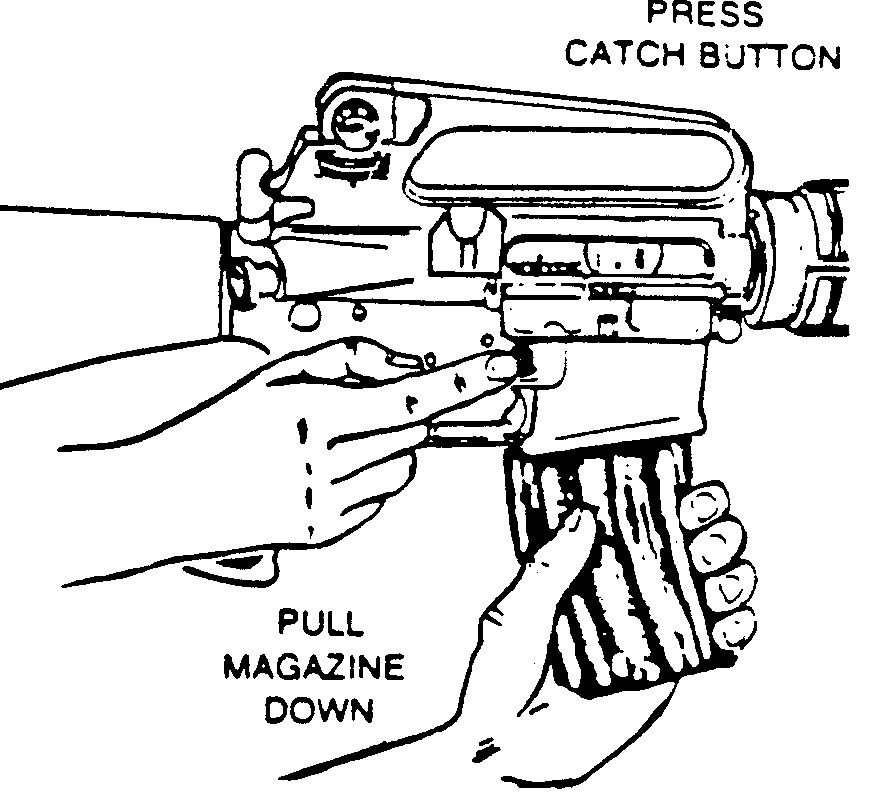 PRESS
CATCH BUTTON
PULL
MAGAZINE
DOWN